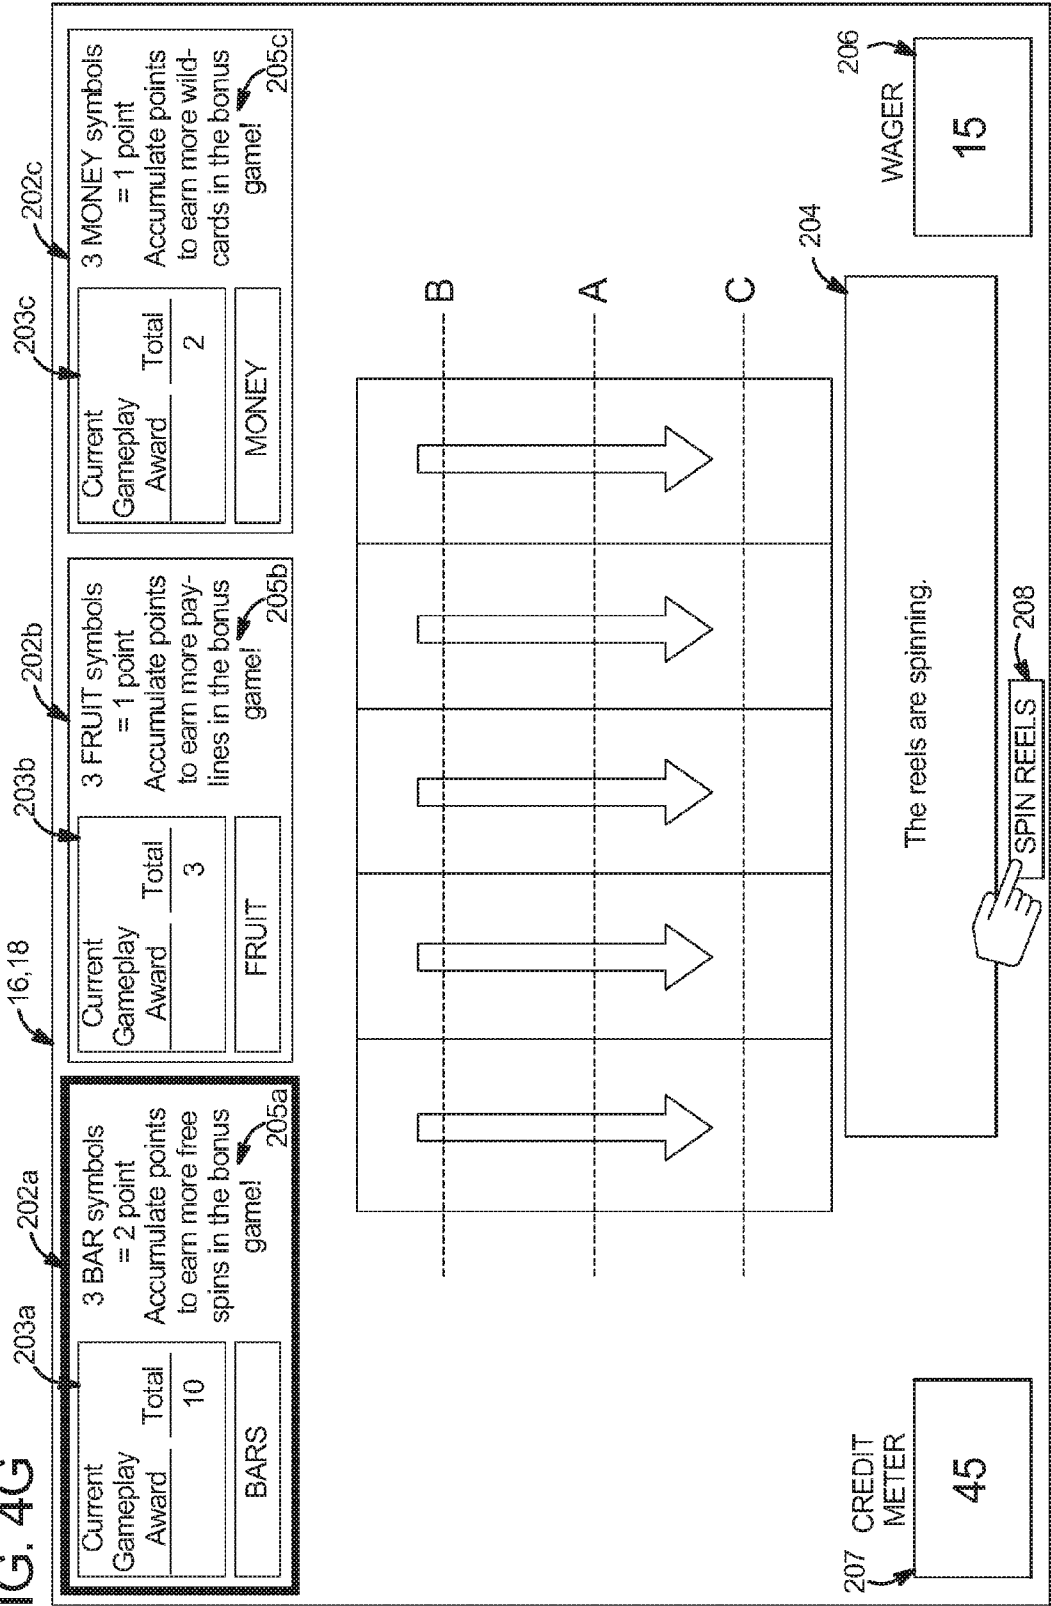 IG. 4G
16,18
203a
202a
Current
Gameplay
Award
Total
10
BARS
3 BAR symbols
= 2 point
Accumulate points
to earn more free
spins in the bonus
game!
205a
203b
202b
Current
Gameplay
Award
Total
3
FRUIT
3 FRUIT symbols
= 1 point
Accumulate points
to earn more pay-
lines in the bonus
game!
205b
203c
202c
Current
Gameplay
Award
Total
2
MONEY
3 MONEY symbols
= 1 point
Accumulate points
to earn more wild-
cards in the bonus
game!
205c
B
A
C
204
The reels are spinning.
207
CREDIT
METER
45
SPIN REELS
208
206
WAGER
15